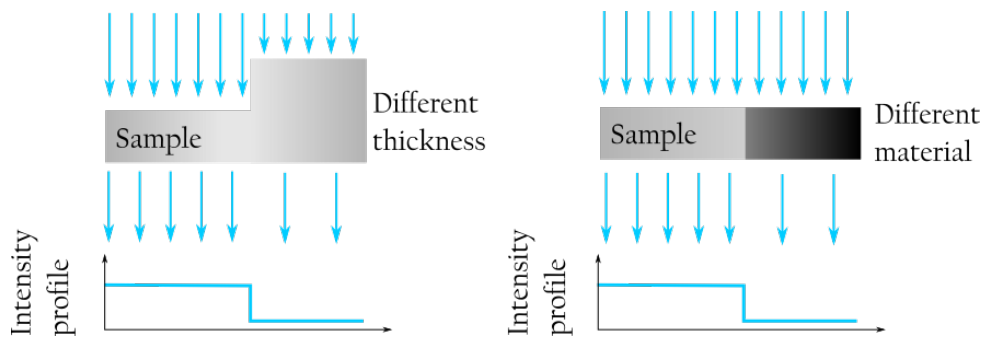 Sample
Different
thickness
Intensity
profile
Sample
Different
material
Intensity
profile